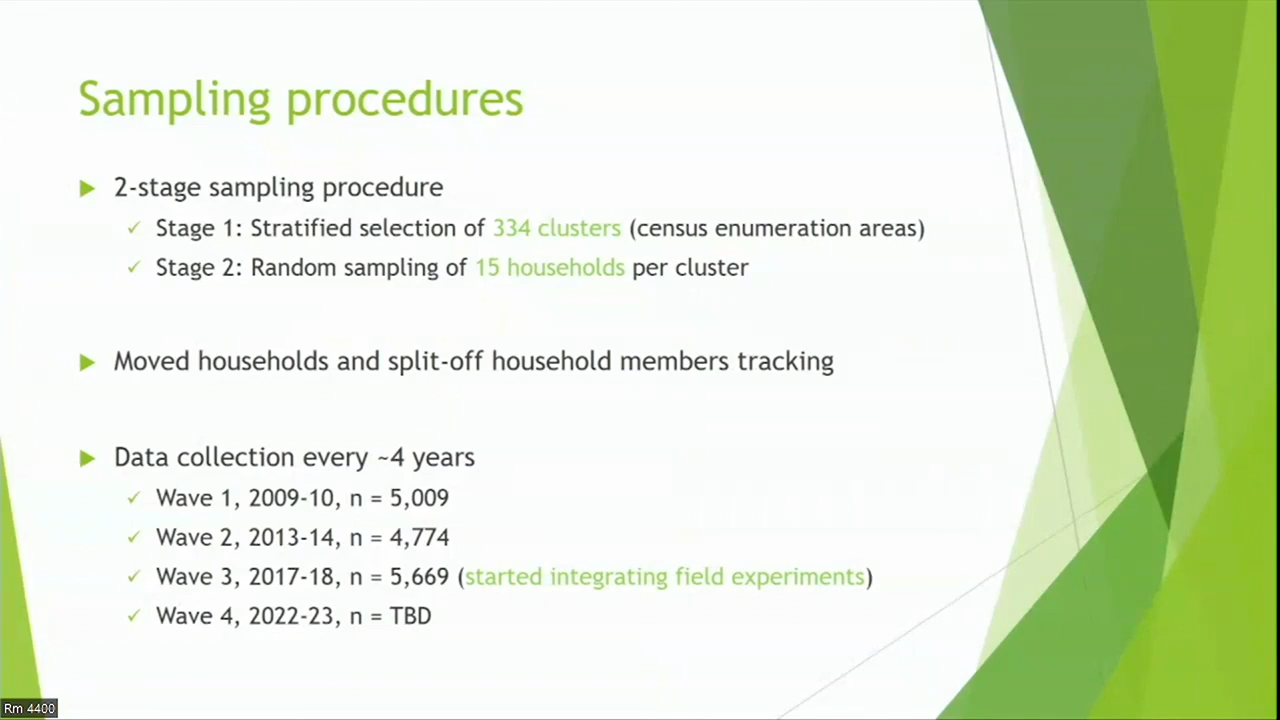 Sampling procedures
2-stage sampling procedure
Stage 1: Stratified selection of 334 clusters (census enumeration areas)
Stage 2: Random sampling of 15 households per cluster
Moved households and split-off household members tracking
Data collection every ~4 years
Wave 1, 2009-10, n = 5,009
Wave 2, 2013-14, n = 4,774
Wave 3, 2017-18, n = 5,669 (started integrating field experiments)
Wave 4, 2022-23, n = TBD
Rm 4400